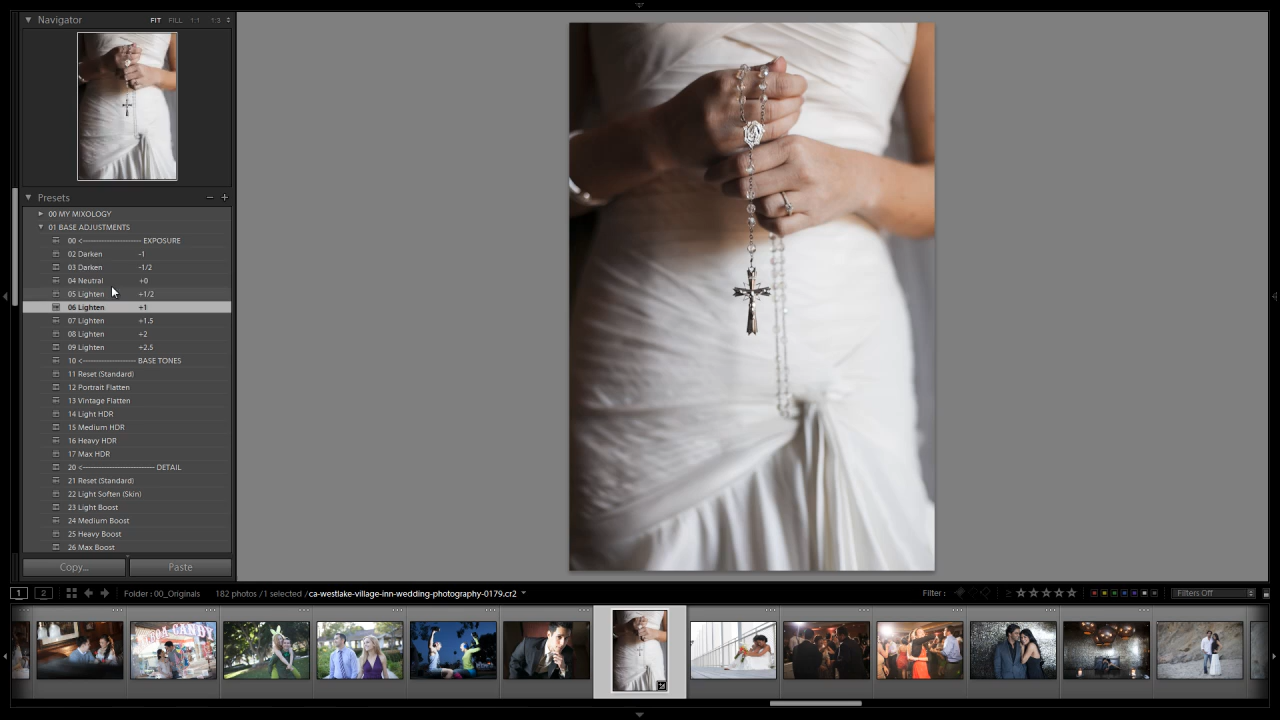 Navigator
FIT FILL 1:1 1:3
Presets
00 MY MIXOLOGY
01 BASE ADJUSTMENTS
00 <---------------------- EXPOSURE
02 Darken -1
03 Darken -1/2
04 Neutral +0
05 Lighten +1/2
06 Lighten +1
07 Lighten +1.5
08 Lighten +2
09 Lighten +2.5
10 <-------------------- BASE TONES
11 Reset (Standard)
12 Portrait Flatten
13 Vintage Flatten
14 Light HDR
15 Medium HDR
16 Heavy HDR
17 Max HDR
20 <--------------------------- DETAIL
21 Reset (Standard)
22 Light Soften (Skin)
23 Light Boost
24 Medium Boost
25 Heavy Boost
26 Max Boost
Copy... Paste
1 2 Folder : 00_Originals 182 photos /1 selected /ca-westlake-village-inn-wedding-photography-0179.cr2 Filter : Filters Off